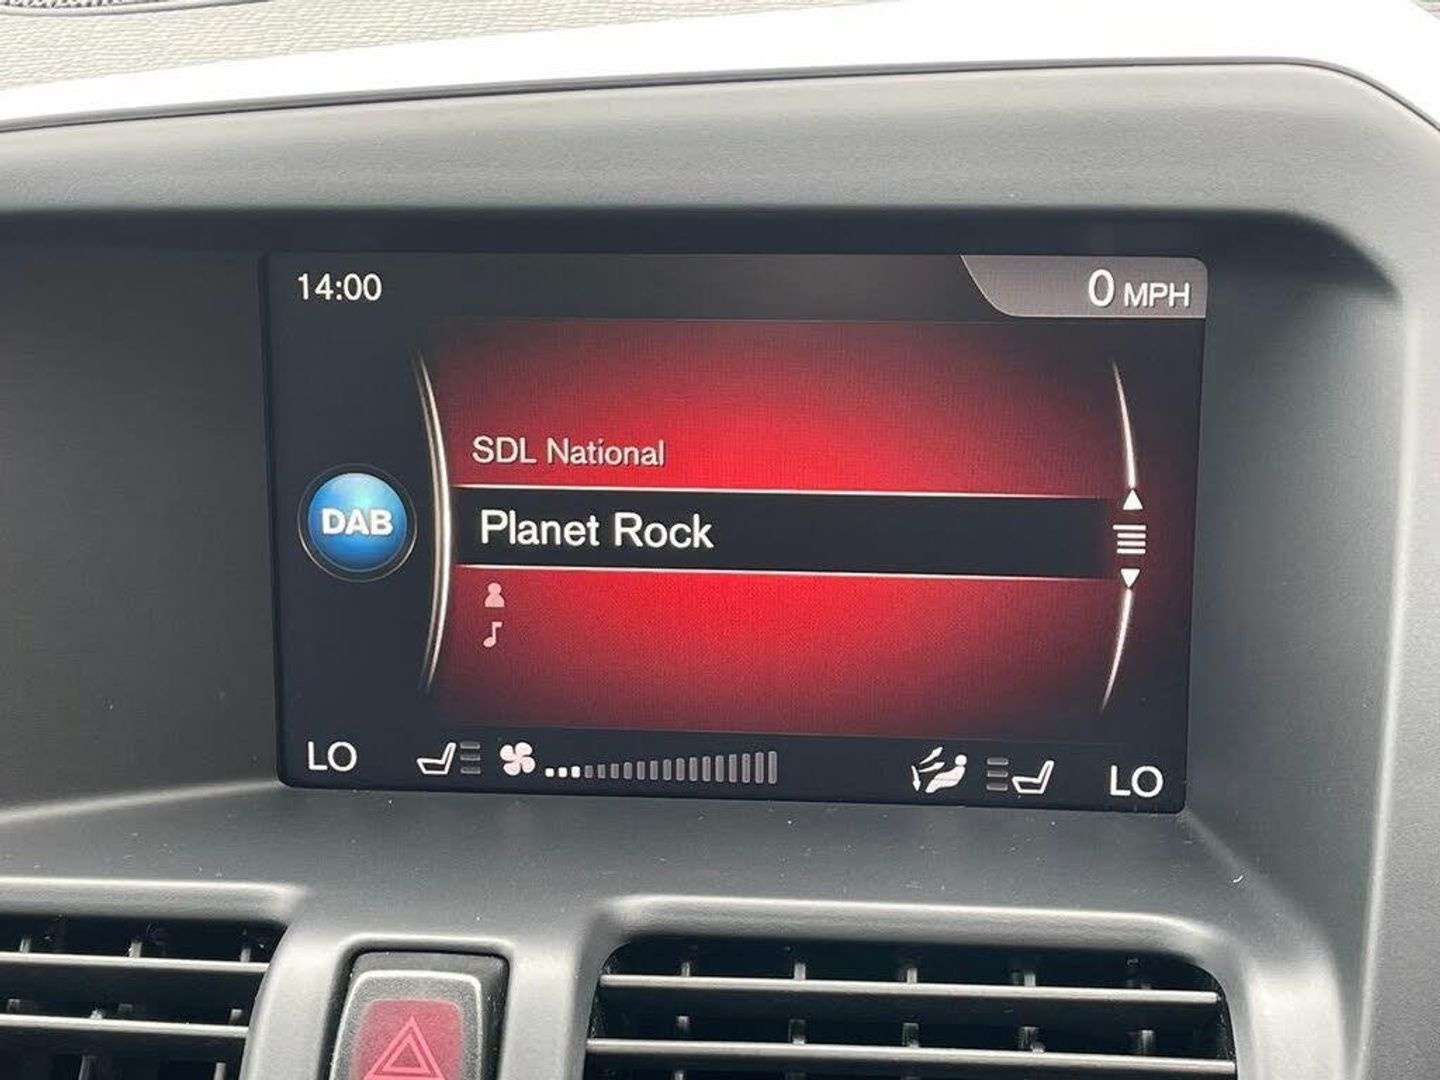 14:00
0 MPH
SDL National
DAB
Planet Rock
LO
LO